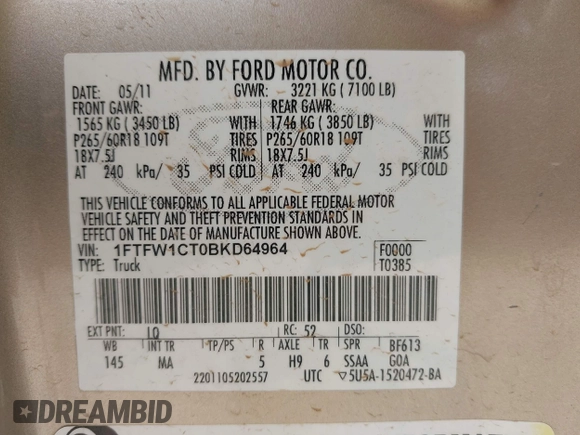 MFD. BY FORD MOTOR CO.
DATE: 05/11 GVWR: 3221 KG ( 7100 LB)
FRONT GAWR: REAR GAWR:
1565 KG ( 3450 LB) WITH 1746 KG ( 3850 LB) WITH
P265/60R18 109T TIRES P265/60R18 109T TIRES
18X7.5J RIMS 18X7.5J RIMS
AT 240 kPa/ 35 PSI COLD AT 240 kPa/ 35 PSI COLD
THIS VEHICLE CONFORMS TO ALL APPLICABLE FEDERAL MOTOR
VEHICLE SAFETY AND THEFT PREVENTION STANDARDS IN
EFFECT ON THE DATE OF MANUFACTURE SHOWN ABOVE.
VIN: 1FTFW1CT0BKD64964 F0000
TYPE: Truck T0385
EXT PNT: LQ RC: 52 DSO:
WB INT TR TP/PS R AXLE TR SPR BF613
145 MA 5 H9 6 SSAA GOA
2201105202557 UTC ▽5U5A-1520472-BA
DREAMBID